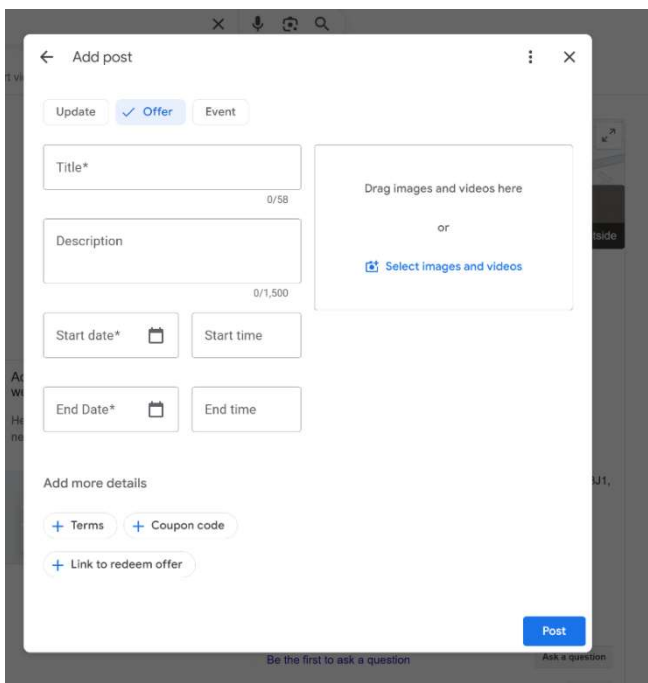 Add post
Update
Offer
Event
Title*
0/58
Description
0/1,500
Drag images and videos here
or
Select images and videos
Start date*
Start time
End Date*
End time
Add more details
Terms
Coupon code
Link to redeem offer
Post
tside
BJ1,
Be the first to ask a question
Ask a question